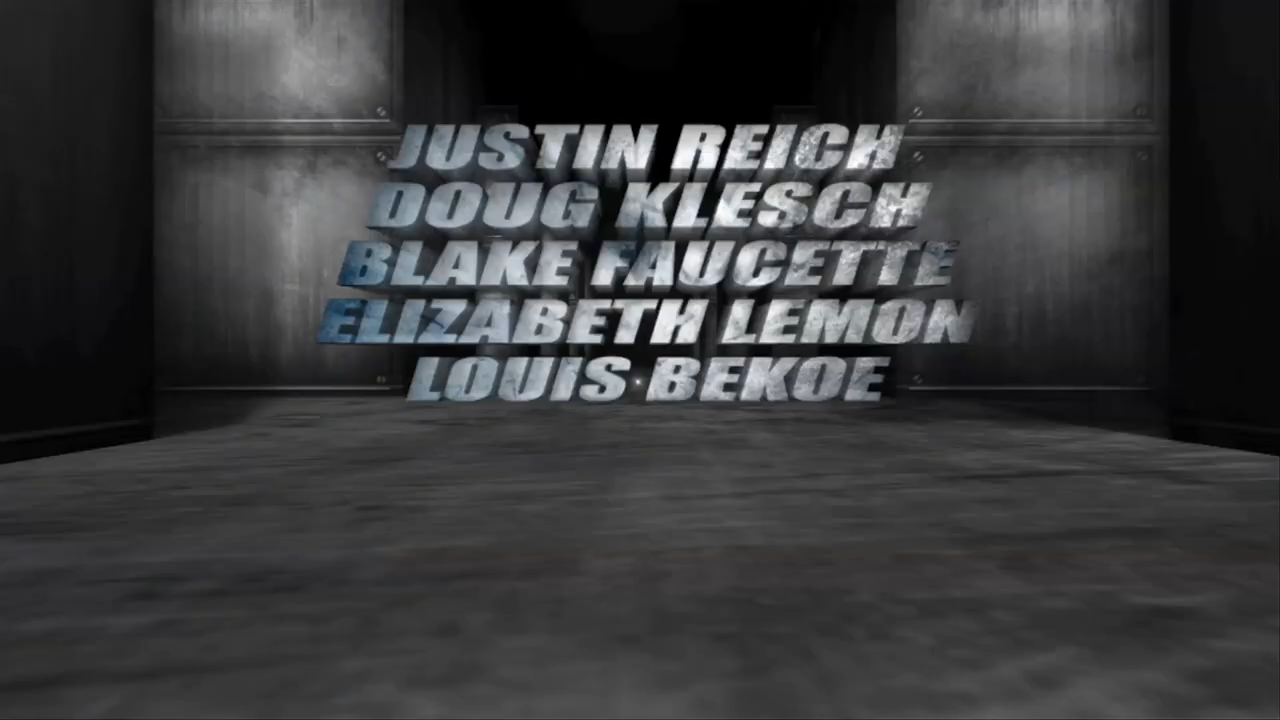 JUSTIN REICH
DOUG KLESCH
BLAKE FAUCETTE
ELIZABETH LEMON
LOUIS BEKOE